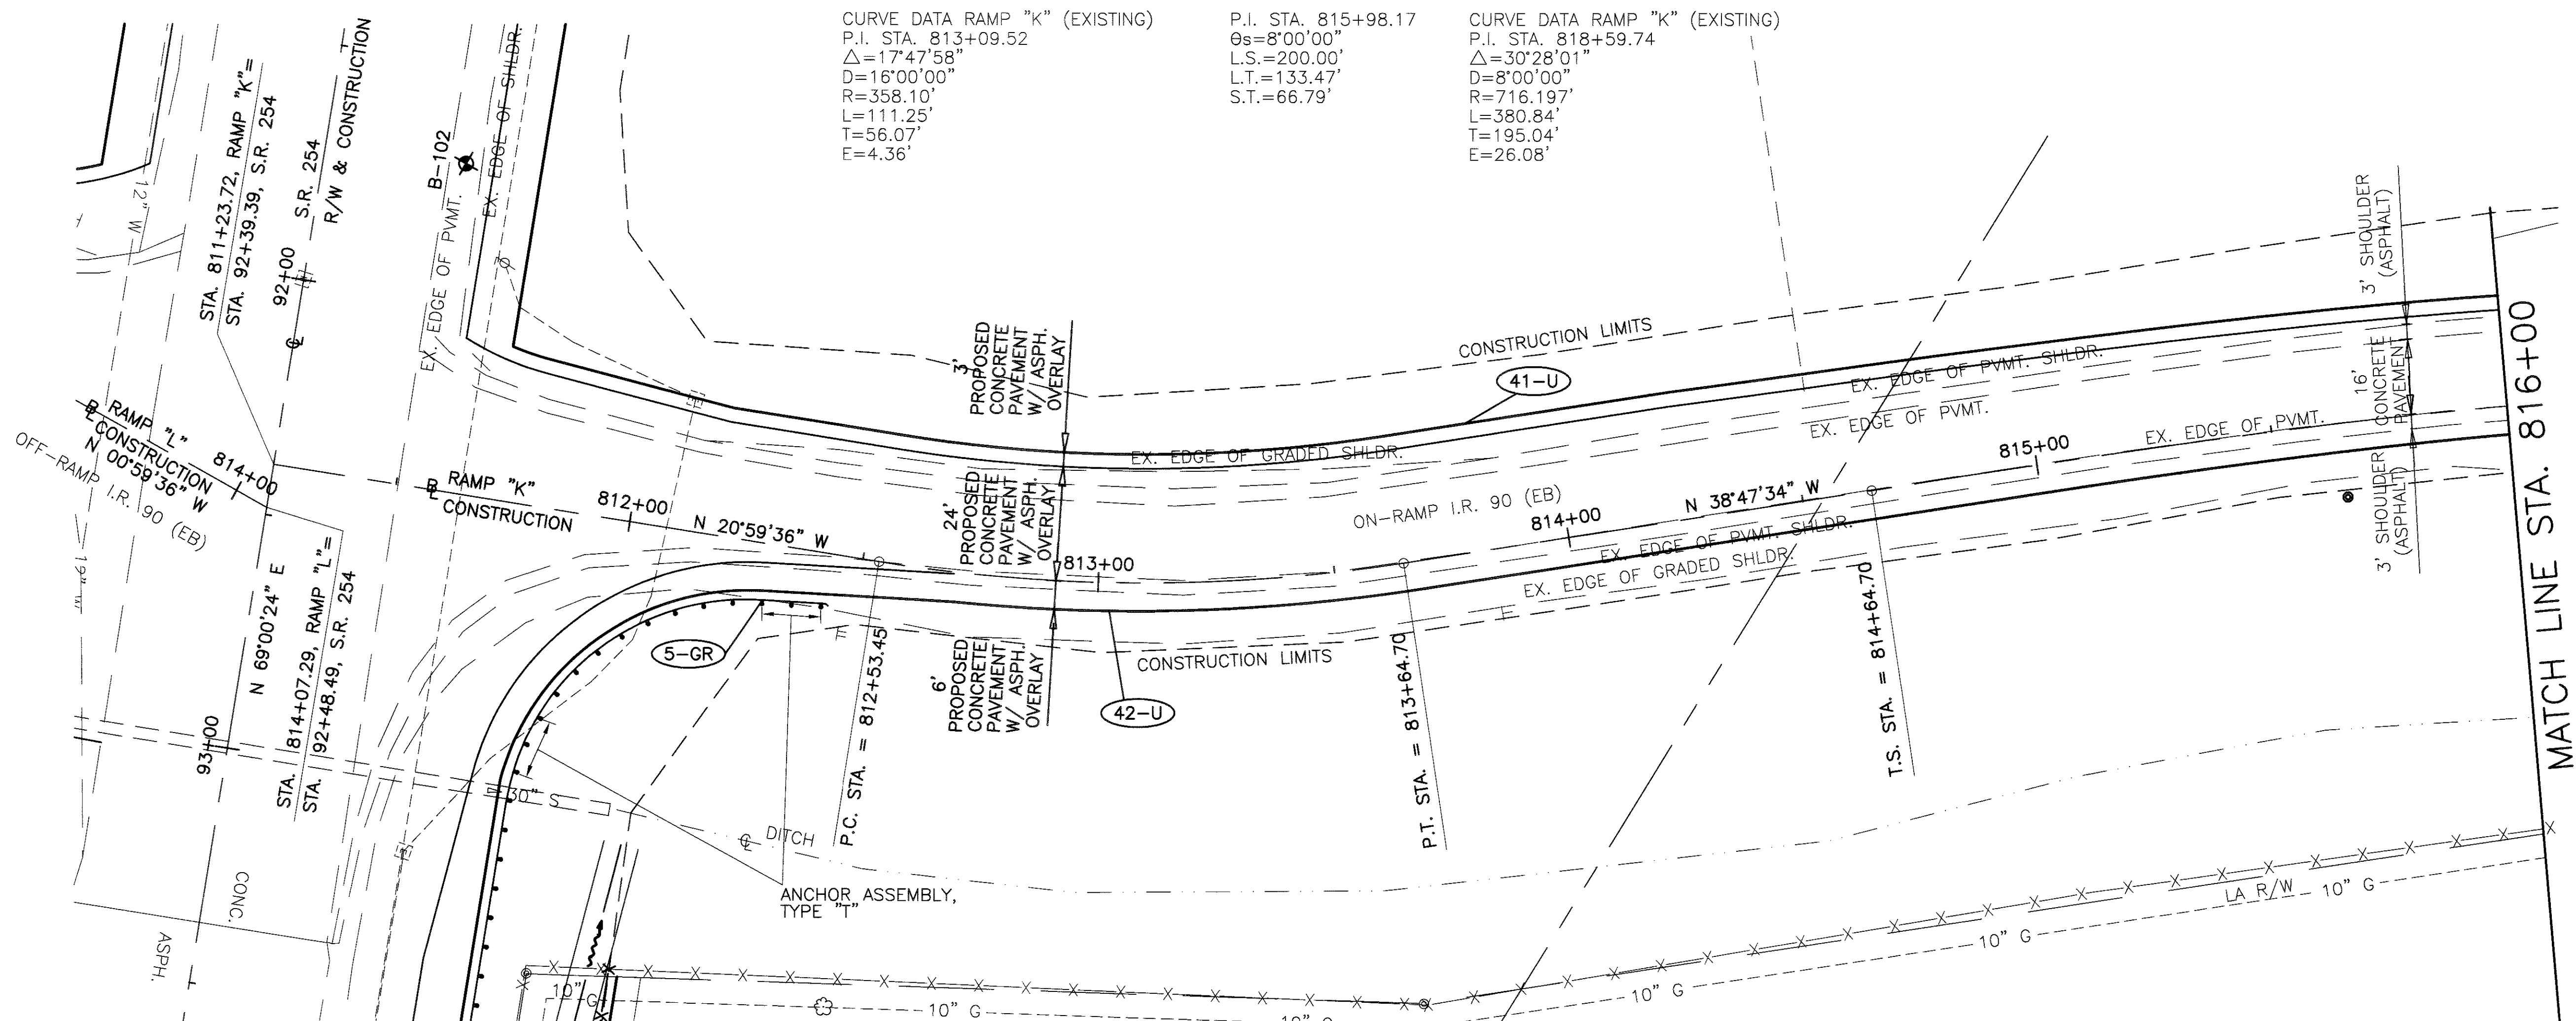 CURVE DATA RAMP "K" (EXISTING)
P.I. STA. 813+09.52
△=17°47'58"
D=16°00'00"
R=358.10'
L=111.25'
T=56.07'
E=4.36'
P.I. STA. 815+98.17
θs=8°00'00"
L.S.=200.00'
L.T.=133.47'
S.T.=66.79'
CURVE DATA RAMP "K" (EXISTING)
P.I. STA. 818+59.74
△=30°28'01"
D=8°00'00"
R=716.197'
L=380.84'
T=195.04'
E=26.08'
12" W
STA. 811+23.72, RAMP "K"=
STA. 92+39.39, S.R. 254
92+00
S.R. 254
R/W & CONSTRUCTION
B-102
EX. EDGE OF PVMT.
EX. EDGE OF SHLDR.
3'
PROPOSED
CONCRETE
PAVEMENT
W/ ASPH.
OVERLAY
CONSTRUCTION LIMITS
41-U
3' SHOULDER
(ASPHALT)
EX. EDGE OF PVMT. SHLDR.
EX. EDGE OF PVMT.
16'
CONCRETE
PAVEMENT
EX. EDGE OF PVMT.
MATCH LINE STA. 816+00
℄ RAMP "L"
CONSTRUCTION
N 00°59'36" W
OFF-RAMP I.R. 90 (EB)
814+00
℄ RAMP "K"
CONSTRUCTION
812+00
N 20°59'36" W
EX. EDGE OF GRADED SHLDR.
24'
PROPOSED
CONCRETE
PAVEMENT
W/ ASPH.
OVERLAY
813+00
ON-RAMP I.R. 90 (EB)
814+00
N 38°47'34" W
815+00
EX. EDGE OF PVMT. SHLDR.
EX. EDGE OF GRADED SHLDR.
3' SHOULDER
(ASPHALT)
12" W
N 69°00'24" E
STA. 814+07.29, RAMP "L"=
STA. 92+48.49, S.R. 254
93+00
5-GR
6'
PROPOSED
CONCRETE
PAVEMENT
W/ ASPH.
OVERLAY
CONSTRUCTION LIMITS
42-U
P.C. STA. = 812+53.45
P.T. STA. = 813+64.70
T.S. STA. = 814+64.70
30" S
℄ DITCH
ANCHOR ASSEMBLY,
TYPE "T"
CONC.
ASPH.
LA R/W
10" G
10" G
10" G
10" G
10" G
10" G